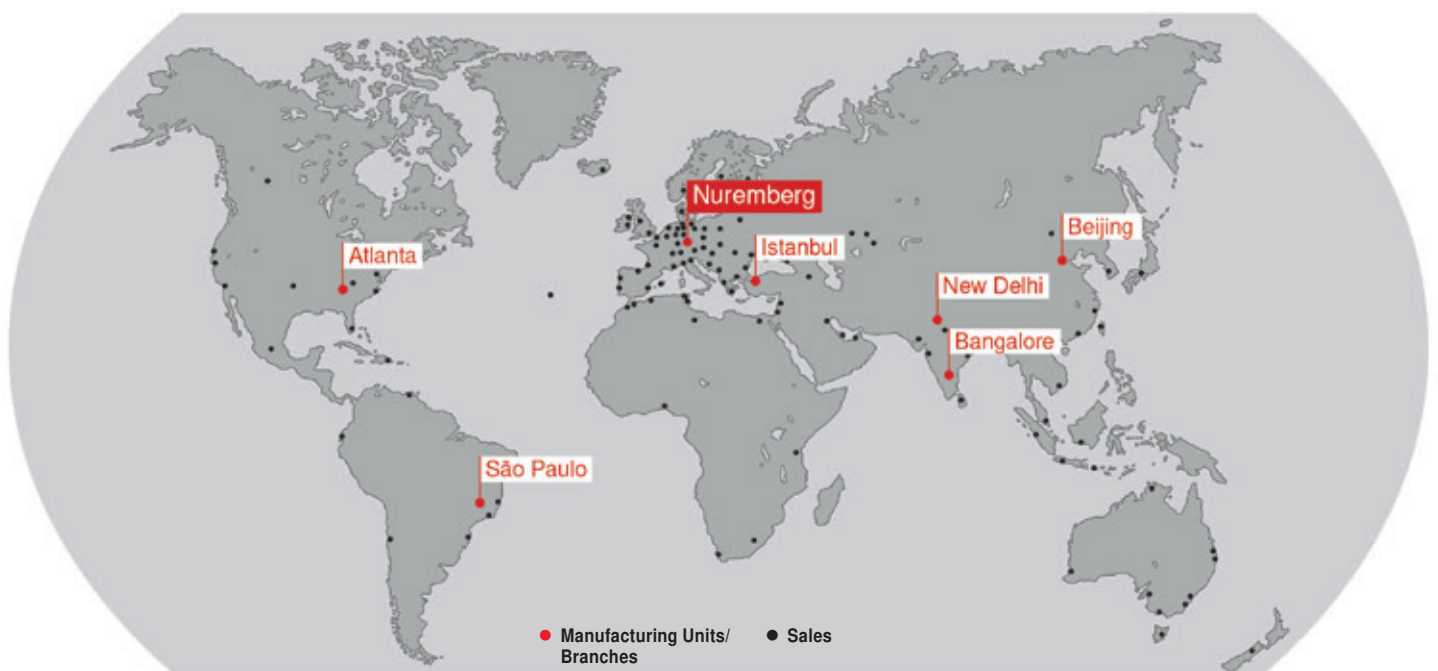 Nuremberg
Beijing
Atlanta
Istanbul
New Delhi
Bangalore
São Paulo
Manufacturing Units/
Branches
Sales